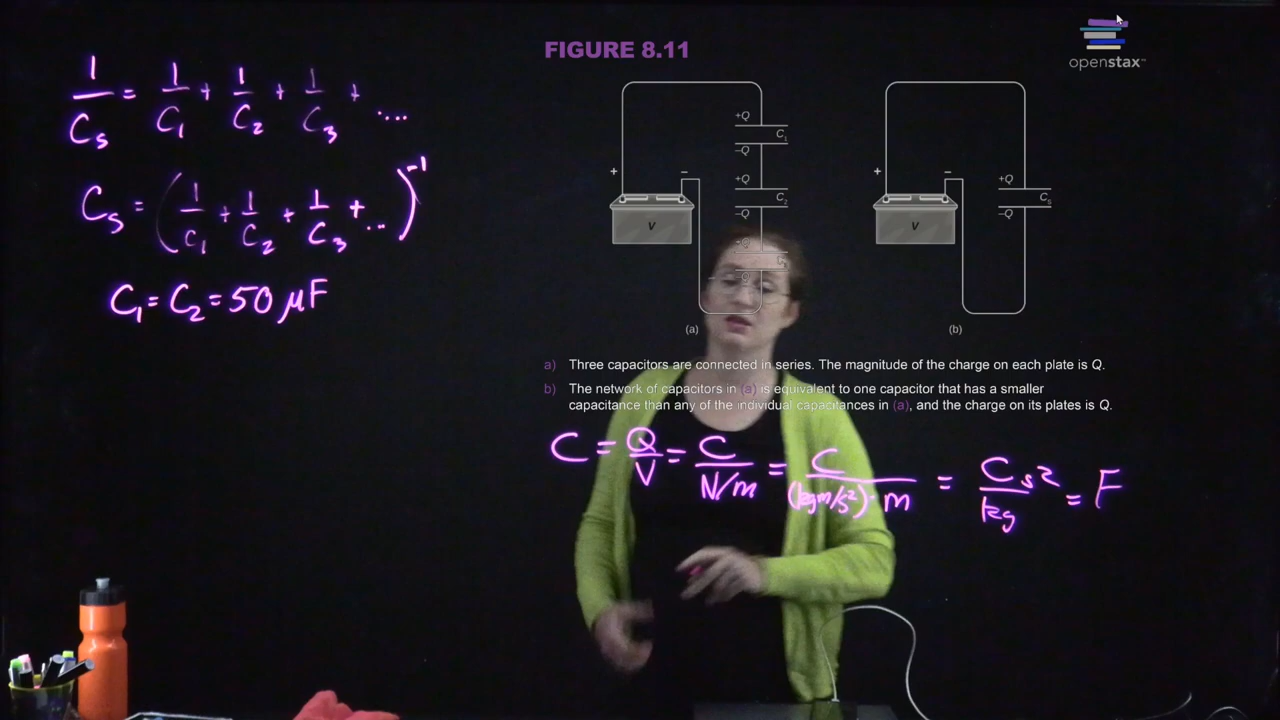 1/C₅ = 1/C₁ + 1/C₂ + 1/C₃ + ...
Cₛ = (1/C₁ + 1/C₂ + 1/C₃ + ...)⁻¹
C₁ = C₂ = 50 μF
FIGURE 8.11
openstax™
+Q
C₁
−Q
+Q
C₂
−Q
+Q
−Q
+
−
V
(a)
+
−
V
+Q
−Q
(b)
a) Three capacitors are connected in series. The magnitude of the charge on each plate is Q.
b) The network of capacitors in (a) is equivalent to one capacitor that has a smaller
capacitance than any of the individual capacitances in (a), and the charge on its plates is Q.
C = Q/V = C/(N/m) = C/((kgm/s²)·m) = Cs²/kg = F